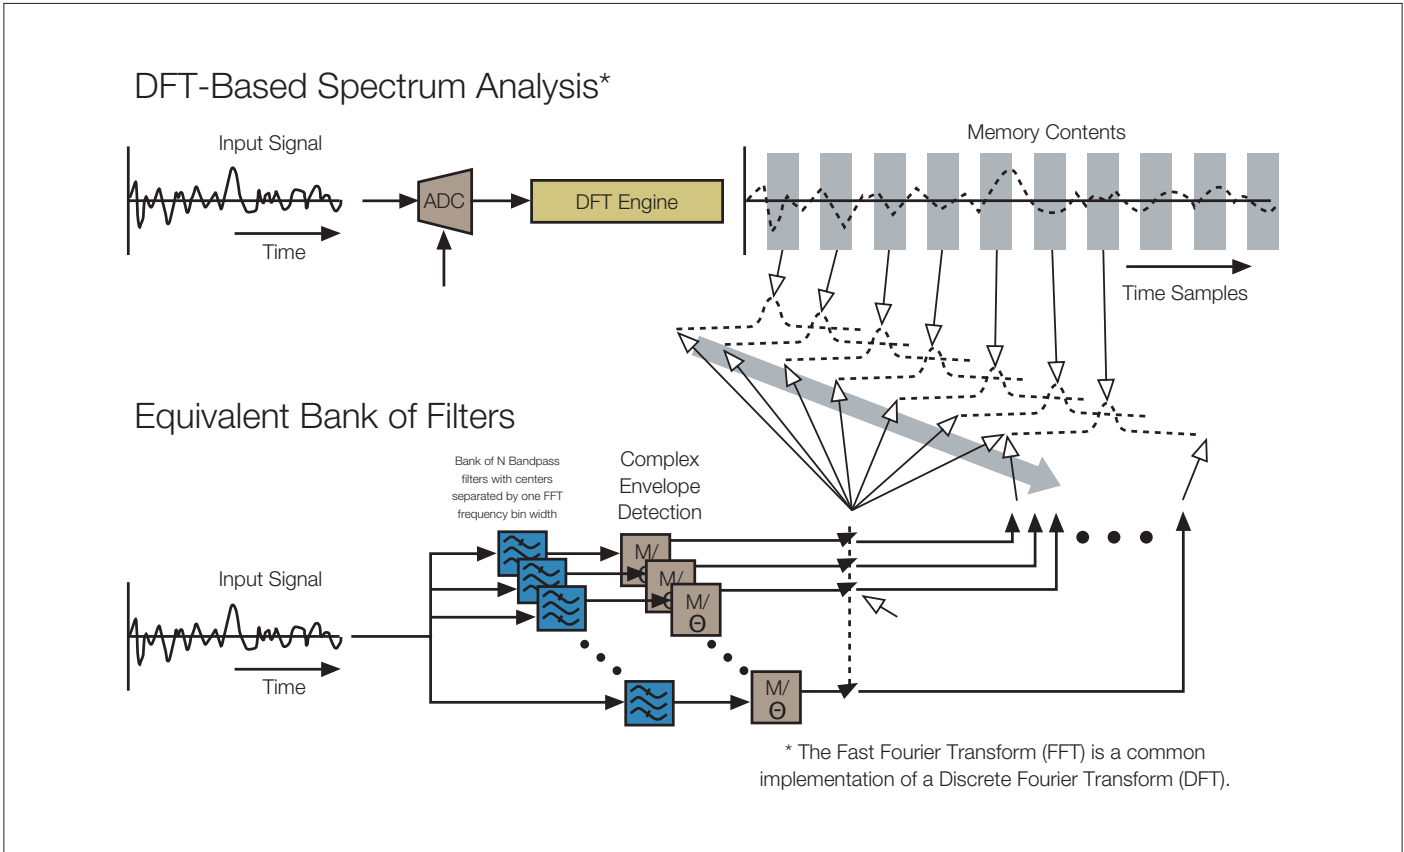 DFT-Based Spectrum Analysis*
Input Signal
Memory Contents
ADC
DFT Engine
Time
Time Samples
Equivalent Bank of Filters
Bank of N Bandpass
filters with centers
separated by one FFT
frequency bin width
Complex
Envelope
Detection
M/
M/
M/
Θ
Input Signal
Time
M/
Θ
* The Fast Fourier Transform (FFT) is a common
implementation of a Discrete Fourier Transform (DFT).